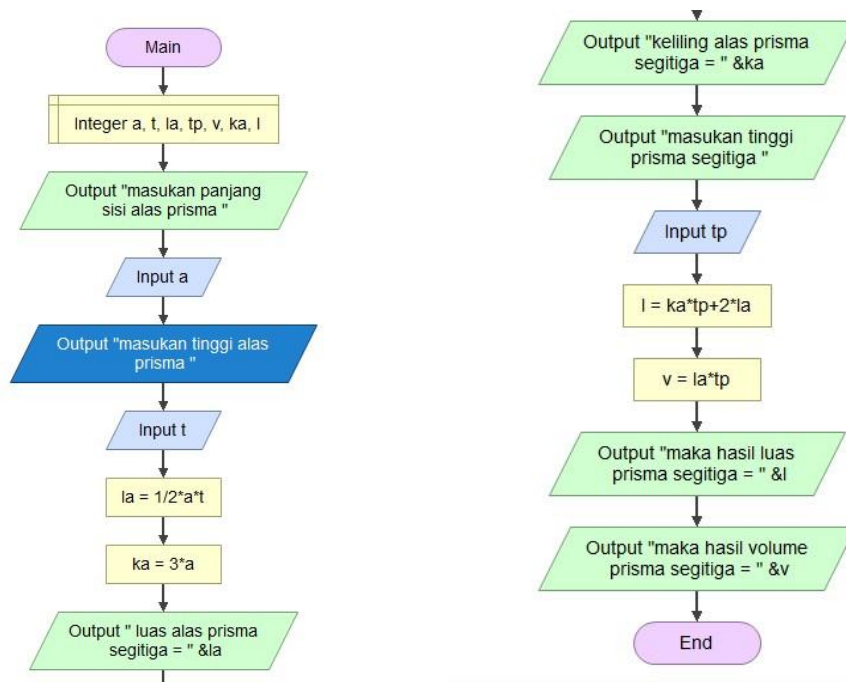 Main
Integer a, t, la, tp, v, ka, l
Output "masukan panjang
sisi alas prisma "
Input a
Output "masukan tinggi alas
prisma "
Input t
la = 1/2*a*t
ka = 3*a
Output " luas alas prisma
segitiga = " &la
Output "keliling alas prisma
segitiga = " &ka
Output "masukan tinggi
prisma segitiga "
Input tp
l = ka*tp+2*la
v = la*tp
Output "maka hasil luas
prisma segitiga = " &l
Output "maka hasil volume
prisma segitiga = " &v
End